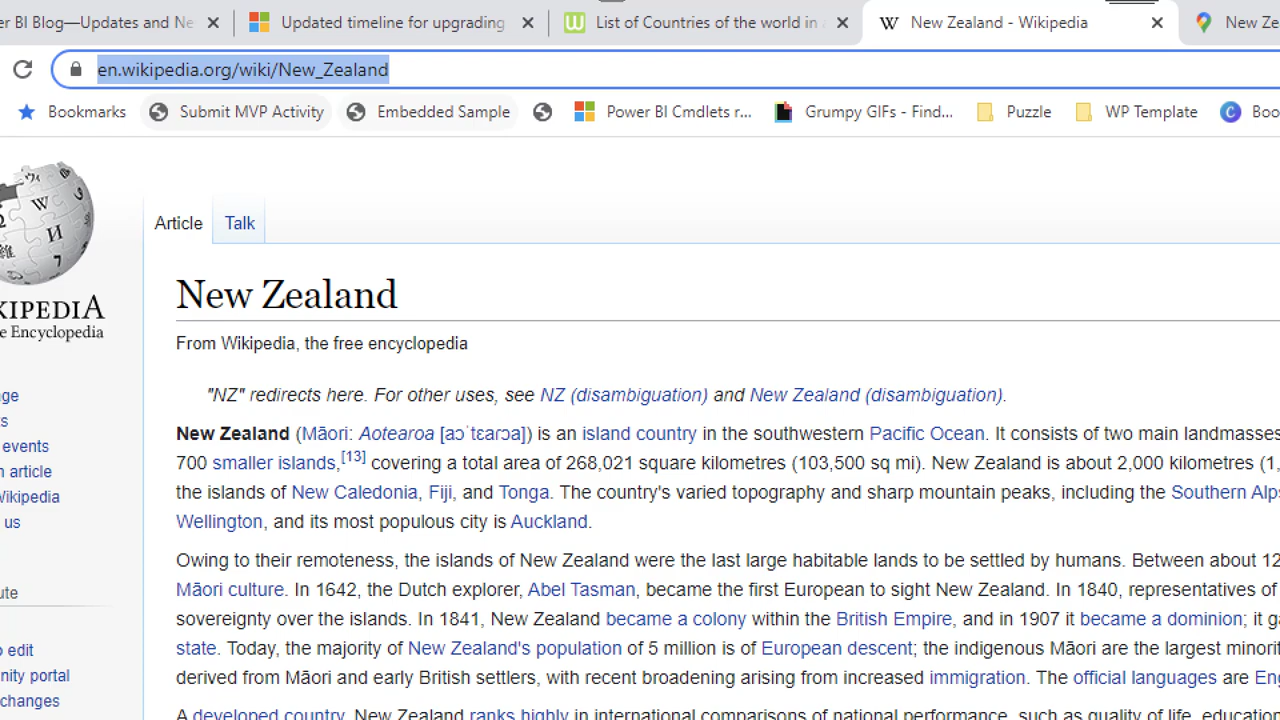 er BI Blog—Updates and Ne
Updated timeline for upgrading
List of Countries of the world in
New Zealand - Wikipedia
New Ze
en.wikipedia.org/wiki/New_Zealand
Bookmarks
Submit MVP Activity
Embedded Sample
Power BI Cmdlets r...
Grumpy GIFs - Find...
Puzzle
WP Template
Boo
KIPEDIA
e Encyclopedia
Article
Talk
New Zealand
From Wikipedia, the free encyclopedia
"NZ" redirects here. For other uses, see NZ (disambiguation) and New Zealand (disambiguation).
New Zealand (Māori: Aotearoa [aɔˈtɛaɾɔa]) is an island country in the southwestern Pacific Ocean. It consists of two main landmasses
700 smaller islands,[13] covering a total area of 268,021 square kilometres (103,500 sq mi). New Zealand is about 2,000 kilometres (1,
the islands of New Caledonia, Fiji, and Tonga. The country's varied topography and sharp mountain peaks, including the Southern Alps
Wellington, and its most populous city is Auckland.
Owing to their remoteness, the islands of New Zealand were the last large habitable lands to be settled by humans. Between about 12
Māori culture. In 1642, the Dutch explorer, Abel Tasman, became the first European to sight New Zealand. In 1840, representatives of
sovereignty over the islands. In 1841, New Zealand became a colony within the British Empire, and in 1907 it became a dominion; it ga
state. Today, the majority of New Zealand's population of 5 million is of European descent; the indigenous Māori are the largest minorit
derived from Māori and early British settlers, with recent broadening arising from increased immigration. The official languages are Eng
A developed country, New Zealand ranks highly in international comparisons of national performance, such as quality of life, education
ge
s
events
n article
Wikipedia
us
ute
o edit
nity portal
changes